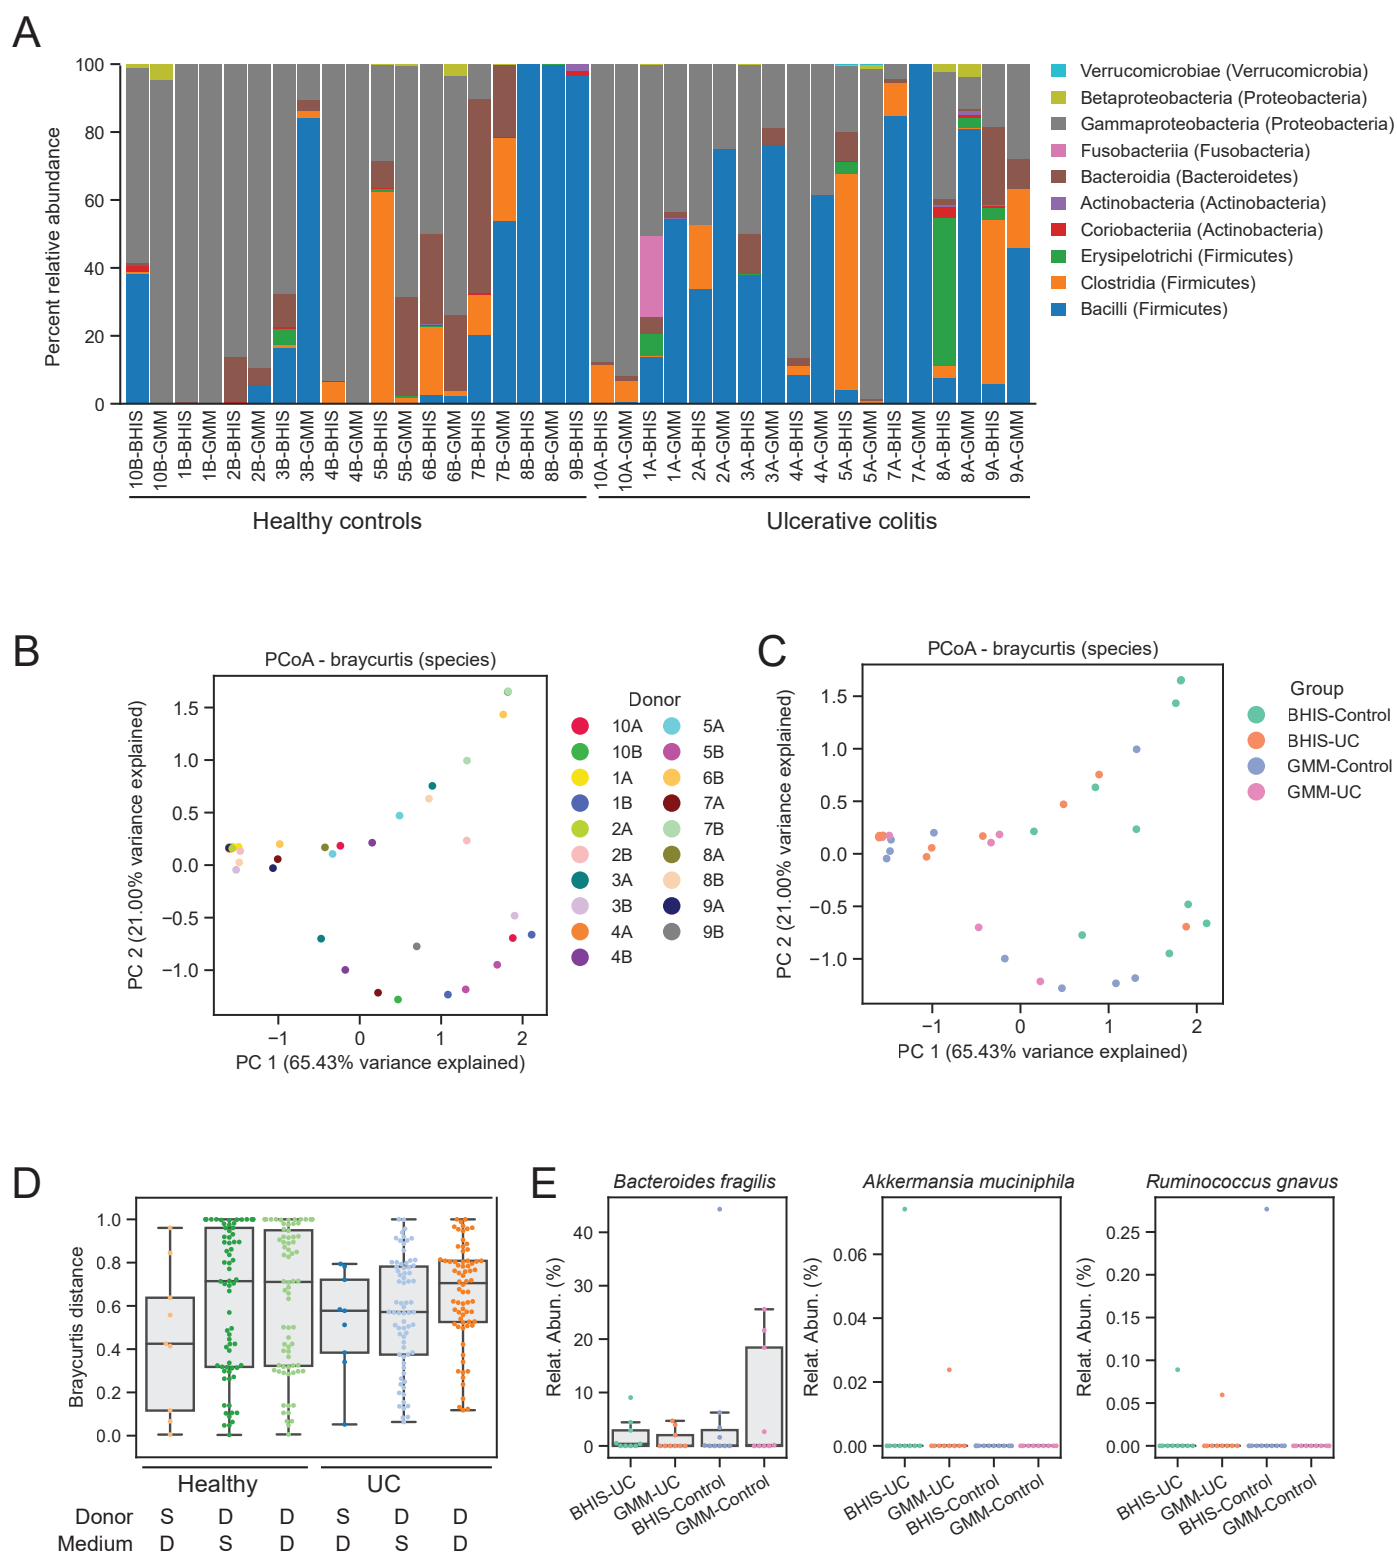 A
100
80
60
40
20
0
Percent relative abundance
Verrucomicrobiae (Verrucomicrobia)
Betaproteobacteria (Proteobacteria)
Gammaproteobacteria (Proteobacteria)
Fusobacteriia (Fusobacteria)
Bacteroidia (Bacteroidetes)
Actinobacteria (Actinobacteria)
Coriobacteriia (Actinobacteria)
Erysipelotrichi (Firmicutes)
Clostridia (Firmicutes)
Bacilli (Firmicutes)
10B-BHIS
10B-GMM
1B-BHIS
1B-GMM
2B-BHIS
2B-GMM
3B-BHIS
3B-GMM
4B-BHIS
4B-GMM
5B-BHIS
5B-GMM
6B-BHIS
6B-GMM
7B-BHIS
7B-GMM
8B-BHIS
8B-GMM
9B-BHIS
10A-BHIS
10A-GMM
1A-BHIS
1A-GMM
2A-BHIS
2A-GMM
3A-BHIS
3A-GMM
4A-BHIS
4A-GMM
5A-BHIS
5A-GMM
7A-BHIS
7A-GMM
8A-BHIS
8A-GMM
9A-BHIS
9A-GMM
Healthy controls
Ulcerative colitis
B
PCoA - braycurtis (species)
1.5
1.0
0.5
0.0
−0.5
−1.0
PC 2 (21.00% variance explained)
−1
0
1
2
PC 1 (65.43% variance explained)
Donor
10A
10B
1A
1B
2A
2B
3A
3B
4A
4B
5A
5B
6B
7A
7B
8A
8B
9A
9B
C
PCoA - braycurtis (species)
1.5
1.0
0.5
0.0
−0.5
−1.0
PC 2 (21.00% variance explained)
−1
0
1
2
PC 1 (65.43% variance explained)
Group
BHIS-Control
BHIS-UC
GMM-Control
GMM-UC
D
1.0
0.8
0.6
0.4
0.2
0.0
Braycurtis distance
Healthy
UC
Donor S D D S D D
Medium D S D D S D
E
Bacteroides fragilis
40
30
20
10
0
Relat. Abun. (%)
BHIS-UC
GMM-UC
BHIS-Control
GMM-Control
Akkermansia muciniphila
0.06
0.04
0.02
0.00
Relat. Abun. (%)
BHIS-UC
GMM-UC
BHIS-Control
GMM-Control
Ruminococcus gnavus
0.25
0.20
0.15
0.10
0.05
0.00
Relat. Abun. (%)
BHIS-UC
GMM-UC
BHIS-Control
GMM-Control